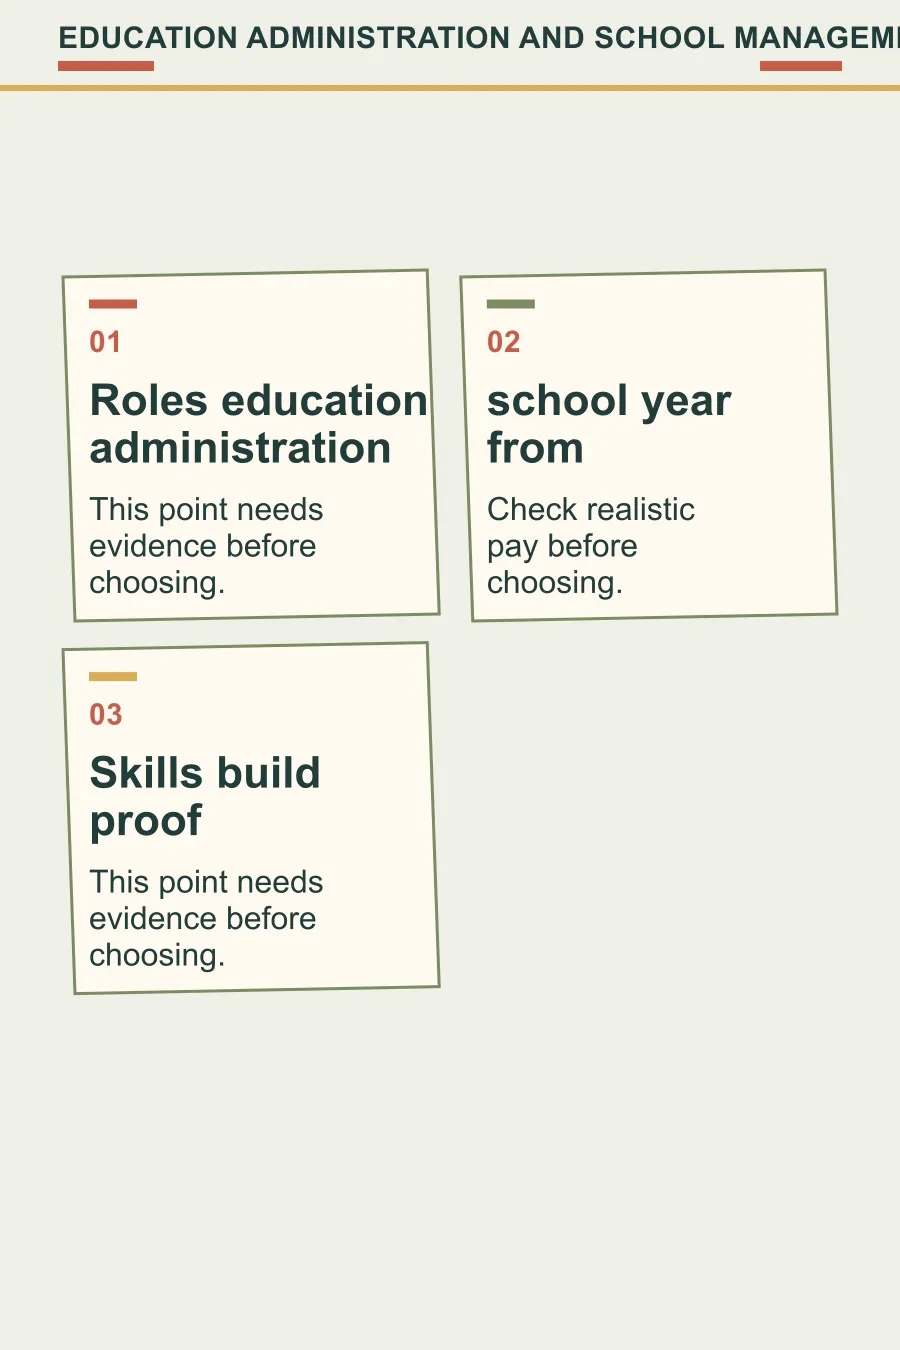 EDUCATION ADMINISTRATION AND SCHOOL MANAGEM
01
Roles education
administration
This point needs
evidence before
choosing.
02
school year
from
Check realistic
pay before
choosing.
03
Skills build
proof
This point needs
evidence before
choosing.